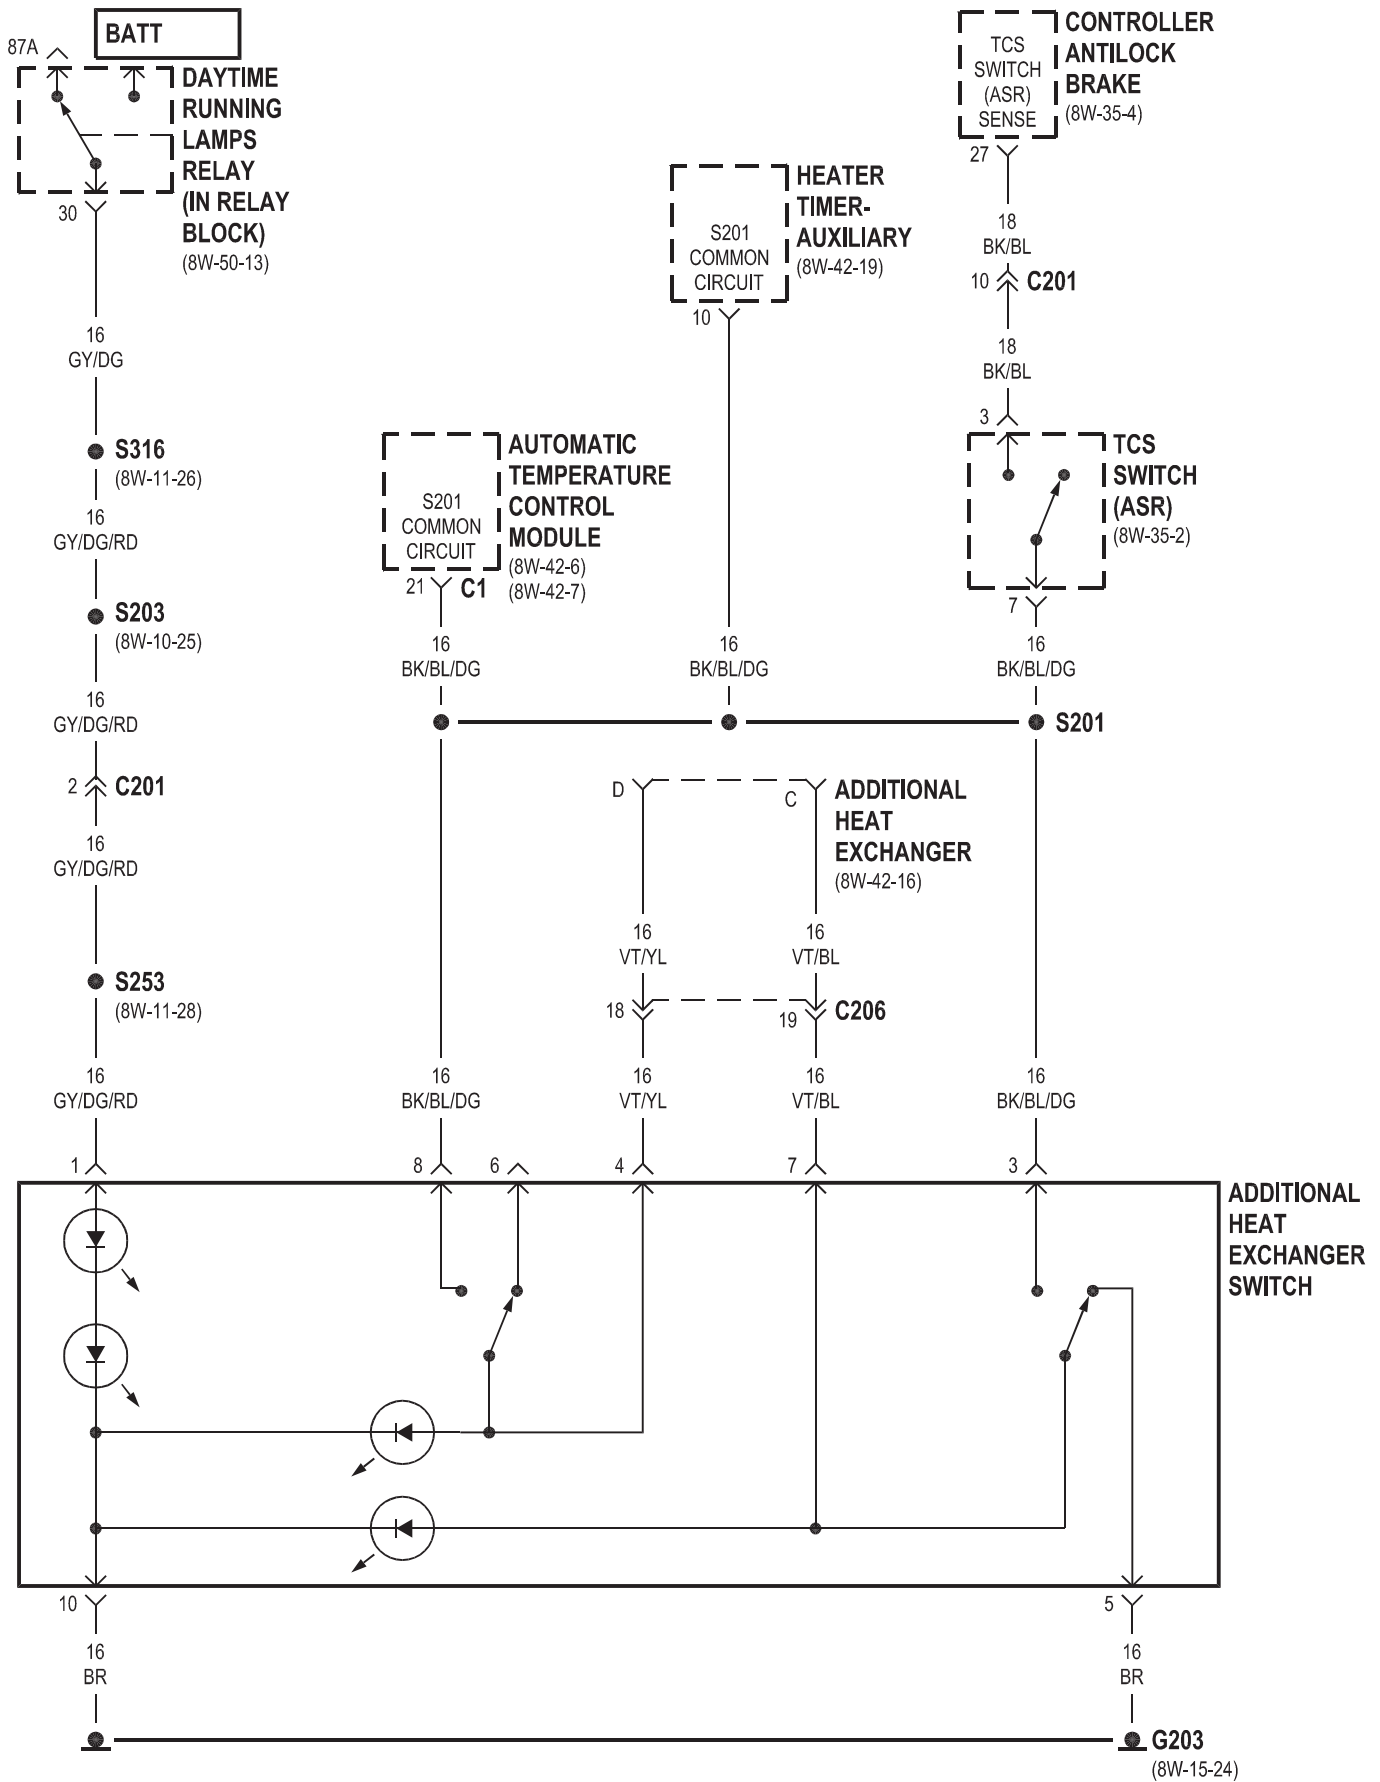 BATT
87A
DAYTIME
RUNNING
LAMPS
RELAY
(IN RELAY
BLOCK)
(8W-50-13)
30
16
GY/DG
S316
(8W-11-26)
16
GY/DG/RD
S203
(8W-10-25)
16
GY/DG/RD
2
C201
16
GY/DG/RD
S253
(8W-11-28)
16
GY/DG/RD
1
S201
COMMON
CIRCUIT
AUTOMATIC
TEMPERATURE
CONTROL
MODULE
(8W-42-6)
(8W-42-7)
21
C1
16
BK/BL/DG
16
BK/BL/DG
8
6
S201
COMMON
CIRCUIT
HEATER
TIMER-
AUXILIARY
(8W-42-19)
10
16
BK/BL/DG
TCS
SWITCH
(ASR)
SENSE
CONTROLLER
ANTILOCK
BRAKE
(8W-35-4)
27
18
BK/BL
10
C201
18
BK/BL
3
TCS
SWITCH
(ASR)
(8W-35-2)
7
16
BK/BL/DG
S201
D
C
ADDITIONAL
HEAT
EXCHANGER
(8W-42-16)
16
VT/YL
16
VT/BL
18
19
C206
16
VT/YL
16
VT/BL
16
BK/BL/DG
4
7
3
ADDITIONAL
HEAT
EXCHANGER
SWITCH
10
5
16
BR
16
BR
G203
(8W-15-24)